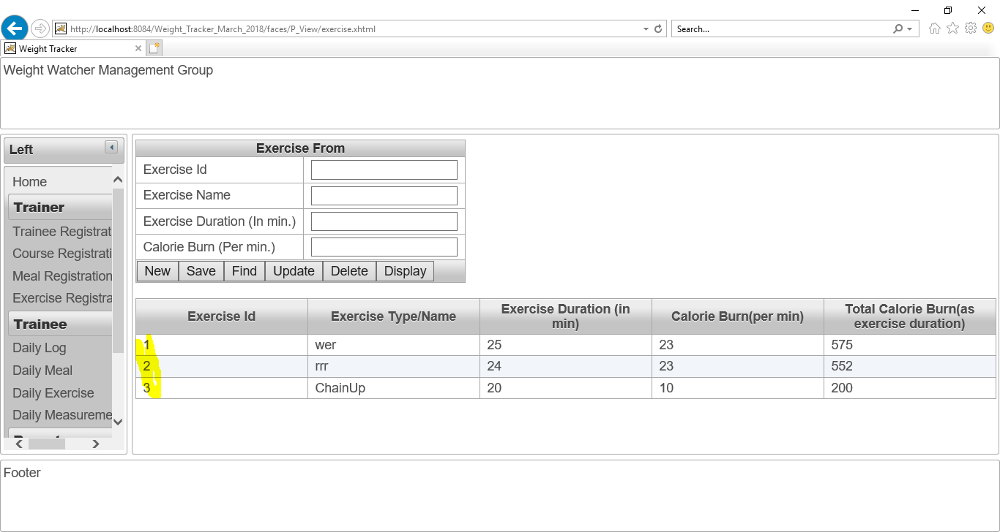 http://localhost:8084/Weight_Tracker_March_2018/faces/P_View/exercise.xhtml
Search...
Weight Tracker
Weight Watcher Management Group
Left
Home
Trainer
Trainee Registrat
Course Registrati
Meal Registration
Exercise Registra
Trainee
Daily Log
Daily Meal
Daily Exercise
Daily Measureme
Exercise From
Exercise Id
Exercise Name
Exercise Duration (In min.)
Calorie Burn (Per min.)
New Save Find Update Delete Display
Exercise Id Exercise Type/Name Exercise Duration (in min) Calorie Burn(per min) Total Calorie Burn(as exercise duration)
1 wer 25 23 575
2 rrr 24 23 552
3 ChainUp 20 10 200
Footer